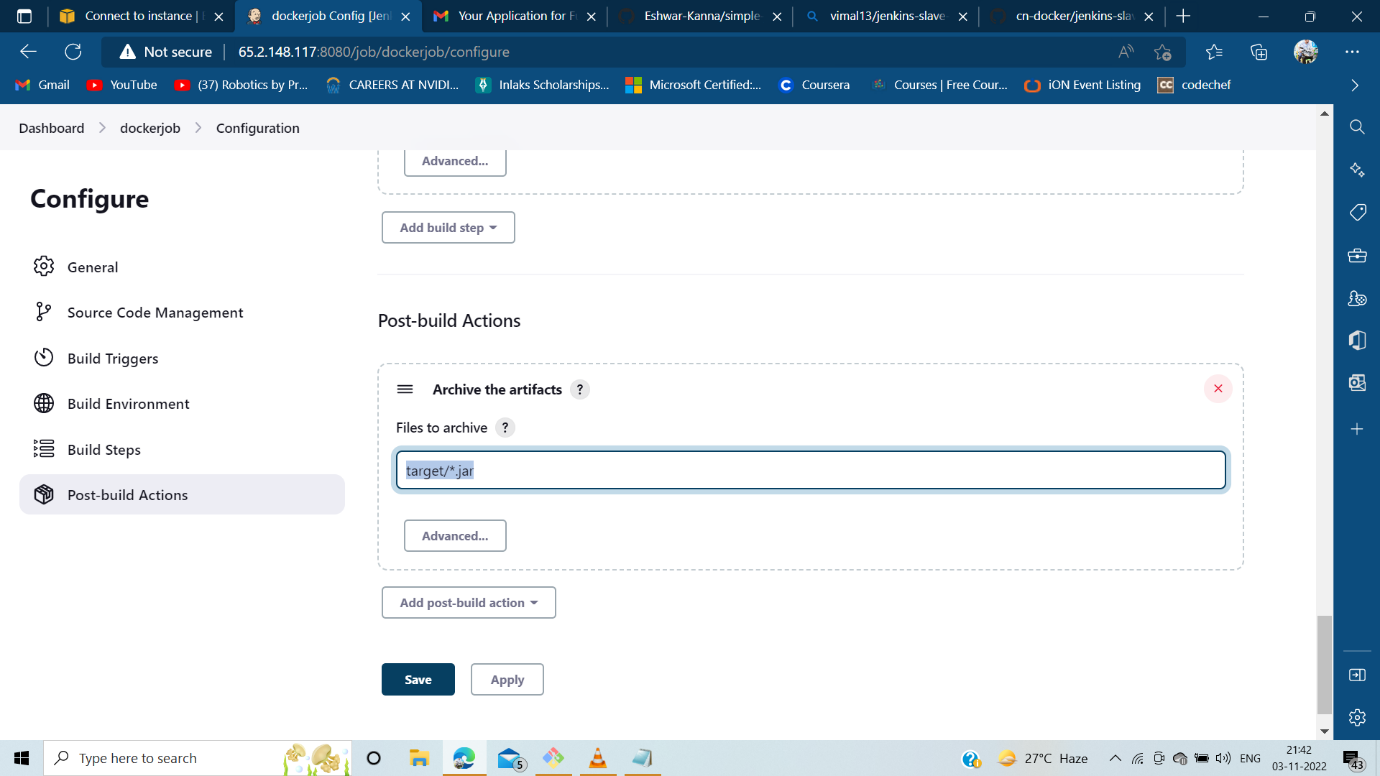 Connect to instance |
dockerjob Config [Jen
Your Application for F
Eshwar-Kanna/simple
vimal13/jenkins-slave
cn-docker/jenkins-sla
Not secure
65.2.148.117:8080/job/dockerjob/configure
Gmail
YouTube
(37) Robotics by Pr...
CAREERS AT NVIDI...
Inlaks Scholarships...
Microsoft Certified:...
Coursera
Courses | Free Cour...
iON Event Listing
codechef
Dashboard
dockerjob
Configuration
Configure
General
Source Code Management
Build Triggers
Build Environment
Build Steps
Post-build Actions
Advanced...
Add build step
Post-build Actions
Archive the artifacts ?
Files to archive ?
target/*.jar
Advanced...
Add post-build action
Save
Apply
Type here to search
5
27°C Haze
ENG
21:42
03-11-2022
43